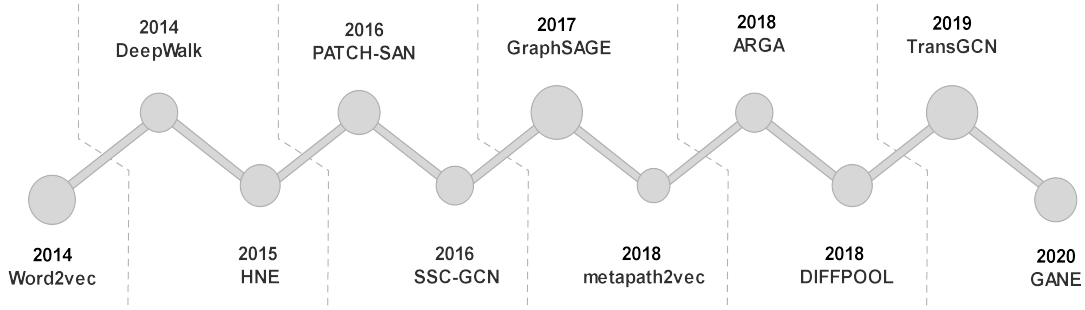 2014
DeepWalk
2016
PATCH-SAN
2017
GraphSAGE
2018
ARGA
2019
TransGCN
2014
Word2vec
2015
HNE
2016
SSC-GCN
2018
metapath2vec
2018
DIFFPOOL
2020
GANE